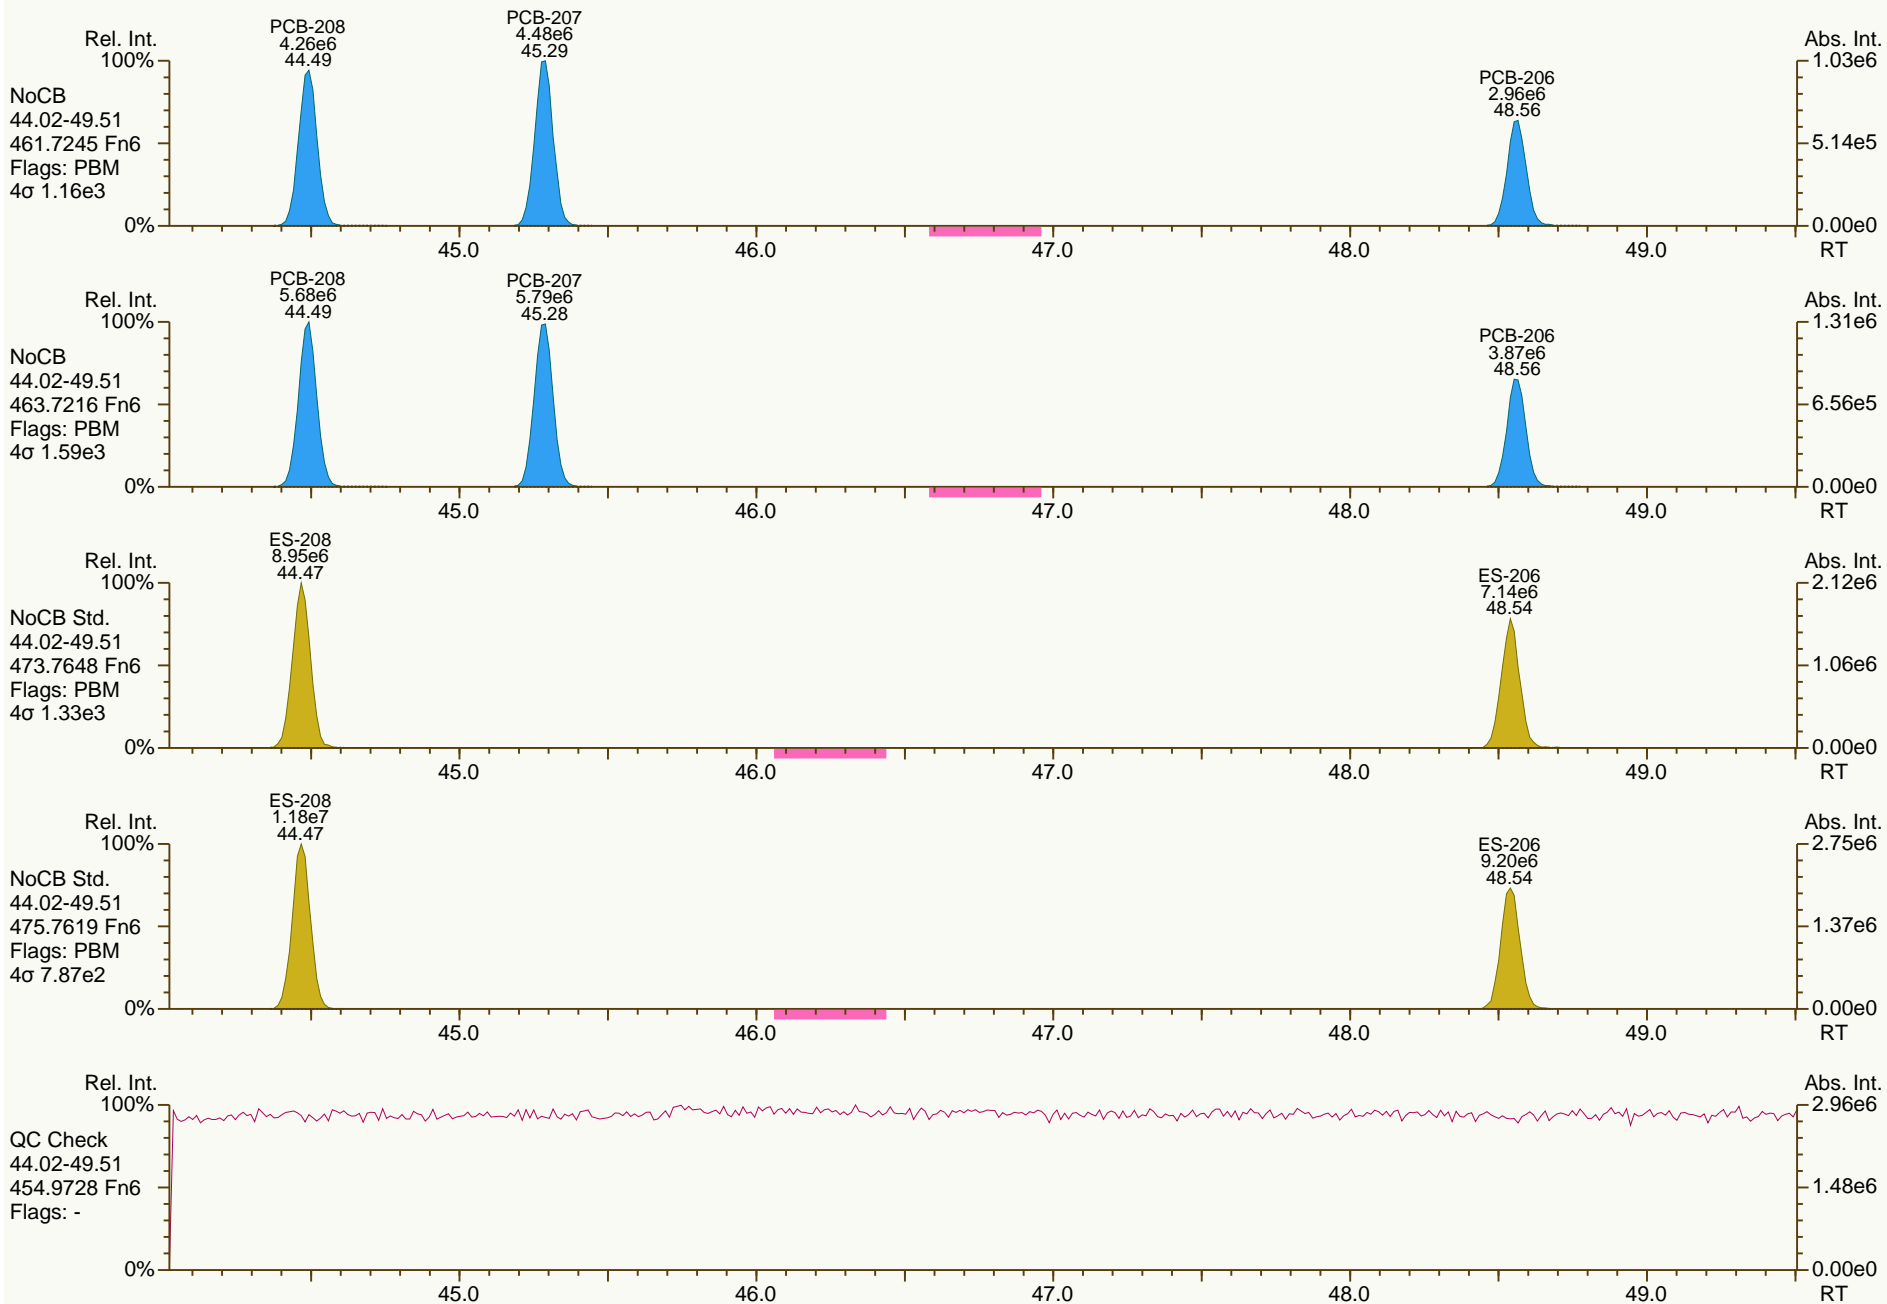 PCB-208
4.26e6
44.49
PCB-207
4.48e6
45.29
PCB-206
2.96e6
48.56
Rel. Int.
100%
0%
Abs. Int.
1.03e6
5.14e5
0.00e0
NoCB
44.02-49.51
461.7245 Fn6
Flags: PBM
4σ 1.16e3
45.0 46.0 47.0 48.0 49.0 RT
PCB-208
5.68e6
44.49
PCB-207
5.79e6
45.28
PCB-206
3.87e6
48.56
Rel. Int.
100%
0%
Abs. Int.
1.31e6
6.56e5
0.00e0
NoCB
44.02-49.51
463.7216 Fn6
Flags: PBM
4σ 1.59e3
45.0 46.0 47.0 48.0 49.0 RT
ES-208
8.95e6
44.47
ES-206
7.14e6
48.54
Rel. Int.
100%
0%
Abs. Int.
2.12e6
1.06e6
0.00e0
NoCB Std.
44.02-49.51
473.7648 Fn6
Flags: PBM
4σ 1.33e3
45.0 46.0 47.0 48.0 49.0 RT
ES-208
1.18e7
44.47
ES-206
9.20e6
48.54
Rel. Int.
100%
0%
Abs. Int.
2.75e6
1.37e6
0.00e0
NoCB Std.
44.02-49.51
475.7619 Fn6
Flags: PBM
4σ 7.87e2
45.0 46.0 47.0 48.0 49.0 RT
Rel. Int.
100%
0%
Abs. Int.
2.96e6
1.48e6
0.00e0
QC Check
44.02-49.51
454.9728 Fn6
Flags: -
45.0 46.0 47.0 48.0 49.0 RT